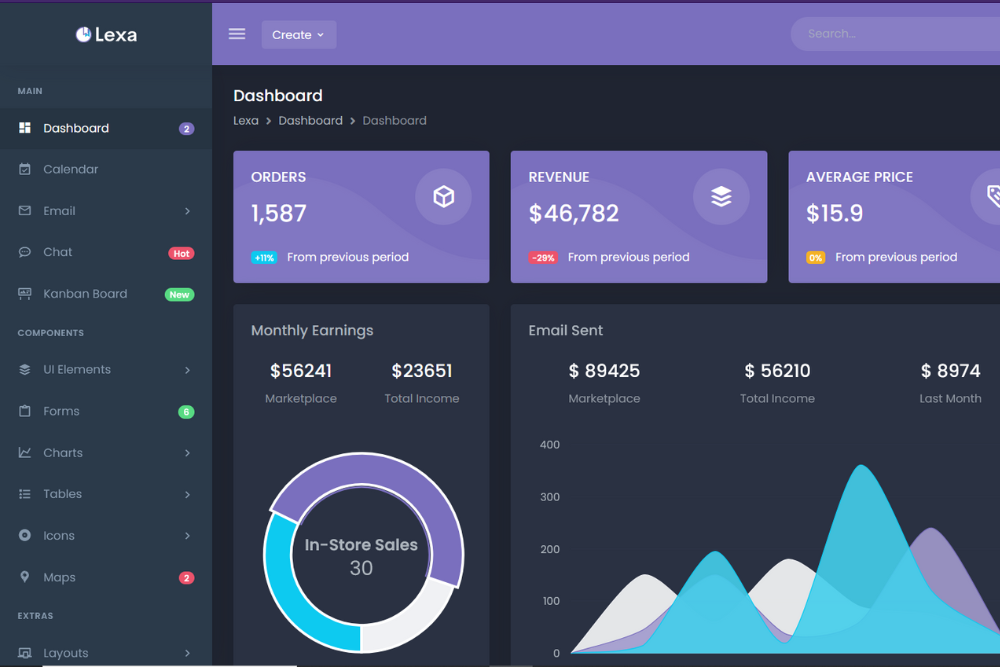 Lexa
Create
Search...
MAIN
Dashboard 2
Calendar
Email
Chat Hot
Kanban Board New
COMPONENTS
UI Elements
Forms 6
Charts
Tables
Icons
Maps 2
EXTRAS
Layouts
Dashboard
Lexa > Dashboard > Dashboard
ORDERS
1,587
+11% From previous period
REVENUE
$46,782
-29% From previous period
AVERAGE PRICE
$15.9
0% From previous period
Monthly Earnings
$56241 $23651
Marketplace Total Income
In-Store Sales
30
Email Sent
$ 89425 $ 56210 $ 8974
Marketplace Total Income Last Month
400
300
200
100
0